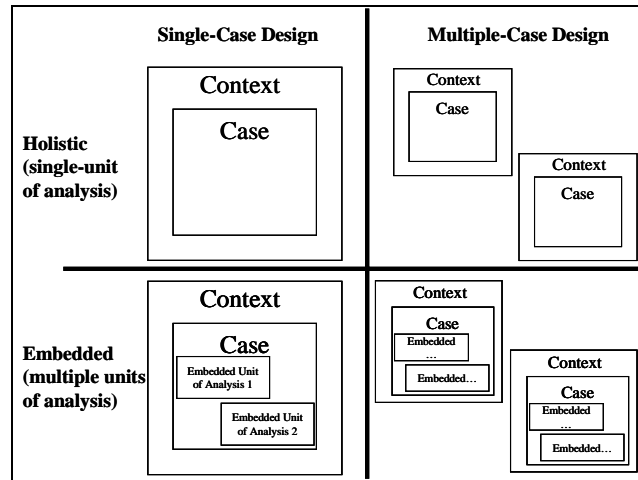 Single-Case Design
Multiple-Case Design
Holistic
(single-unit
of analysis)
Context
Case
Context
Case
Context
Case
Embedded
(multiple units
of analysis)
Context
Case
Embedded Unit
of Analysis 1
Embedded Unit
of Analysis 2
Context
Case
Embedded
...
Embedded...
Context
Case
Embedded
...
Embedded...